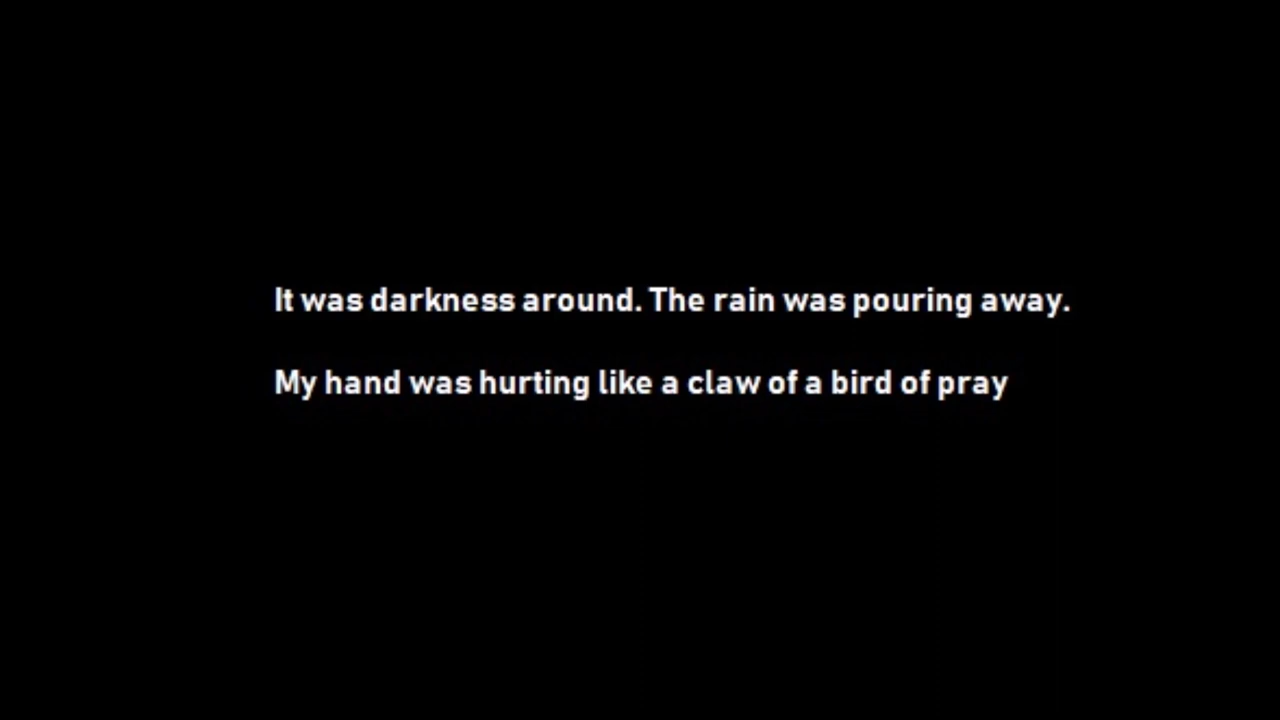 It was darkness around. The rain was pouring away.
My hand was hurting like a claw of a bird of pray